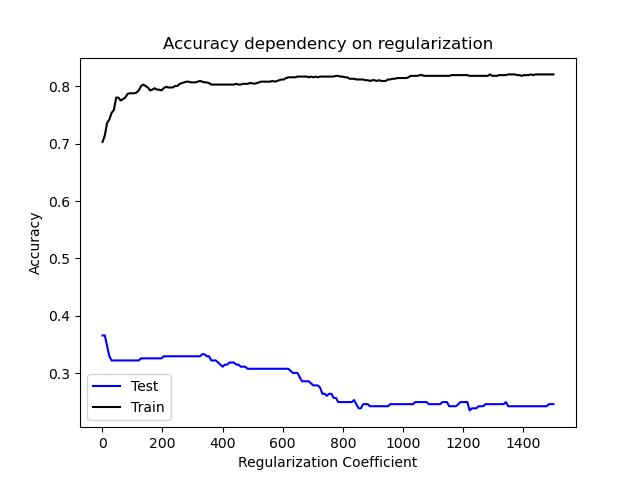 Accuracy dependency on regularization
Accuracy
0.8
0.7
0.6
0.5
0.4
0.3
Test
Train
0 200 400 600 800 1000 1200 1400
Regularization Coefficient